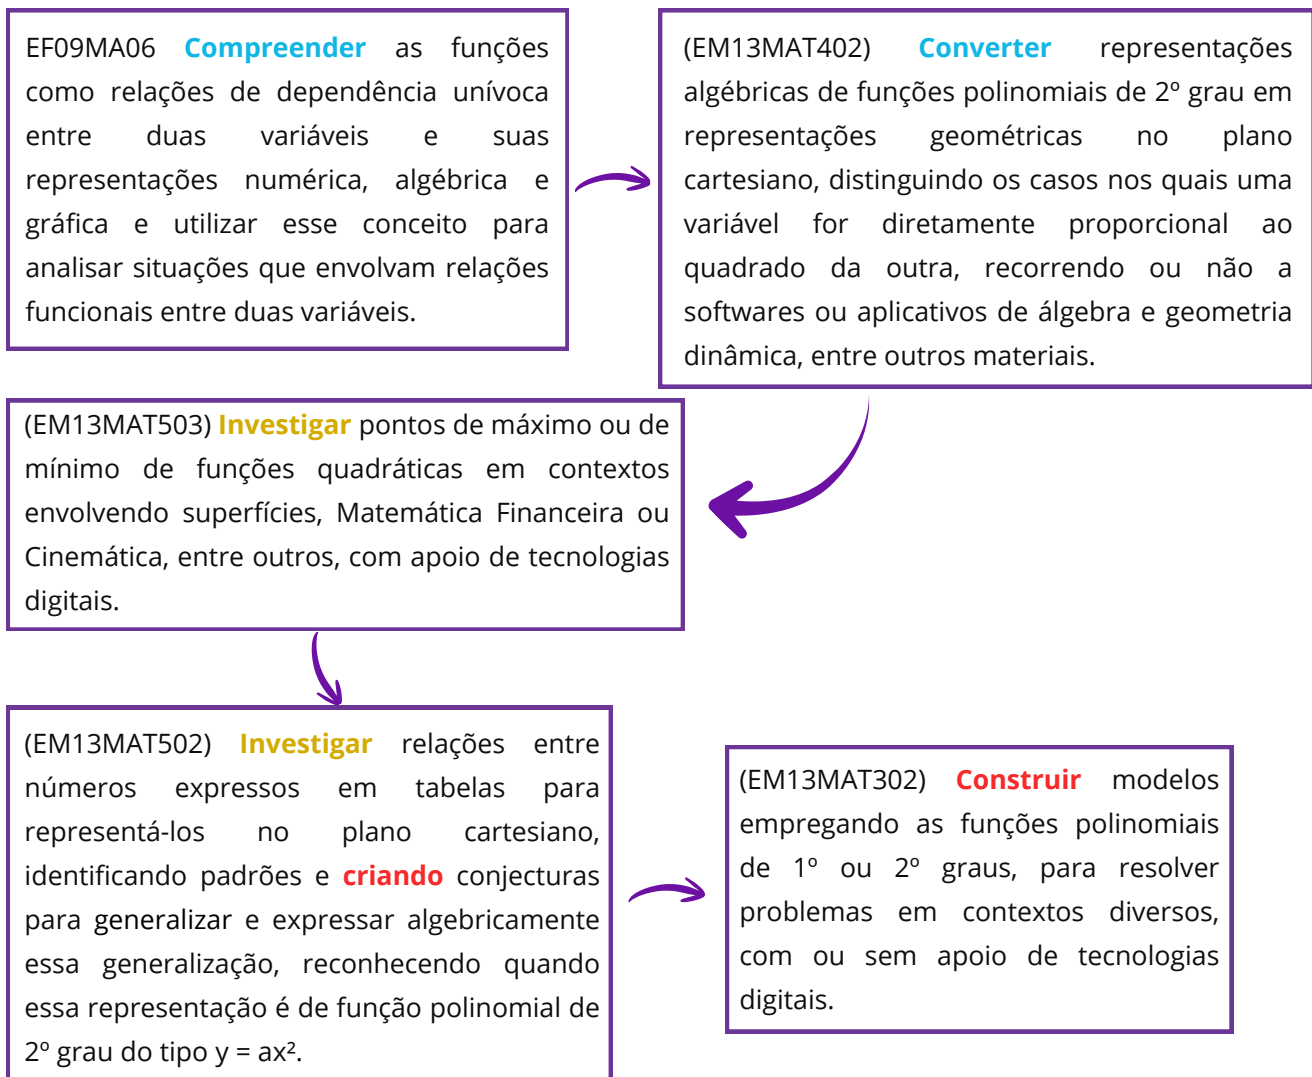 EF09MA06 Compreender as funções
como relações de dependência unívoca
entre duas variáveis e suas
representações numérica, algébrica e
gráfica e utilizar esse conceito para
analisar situações que envolvam relações
funcionais entre duas variáveis.
(EM13MAT402) Converter representações
algébricas de funções polinomiais de 2º grau em
representações geométricas no plano
cartesiano, distinguindo os casos nos quais uma
variável for diretamente proporcional ao
quadrado da outra, recorrendo ou não a
softwares ou aplicativos de álgebra e geometria
dinâmica, entre outros materiais.
(EM13MAT503) Investigar pontos de máximo ou de
mínimo de funções quadráticas em contextos
envolvendo superfícies, Matemática Financeira ou
Cinemática, entre outros, com apoio de tecnologias
digitais.
(EM13MAT502) Investigar relações entre
números expressos em tabelas para
representá-los no plano cartesiano,
identificando padrões e criando conjecturas
para generalizar e expressar algebricamente
essa generalização, reconhecendo quando
essa representação é de função polinomial de
2º grau do tipo y = ax².
(EM13MAT302) Construir modelos
empregando as funções polinomiais
de 1º ou 2º graus, para resolver
problemas em contextos diversos,
com ou sem apoio de tecnologias
digitais.